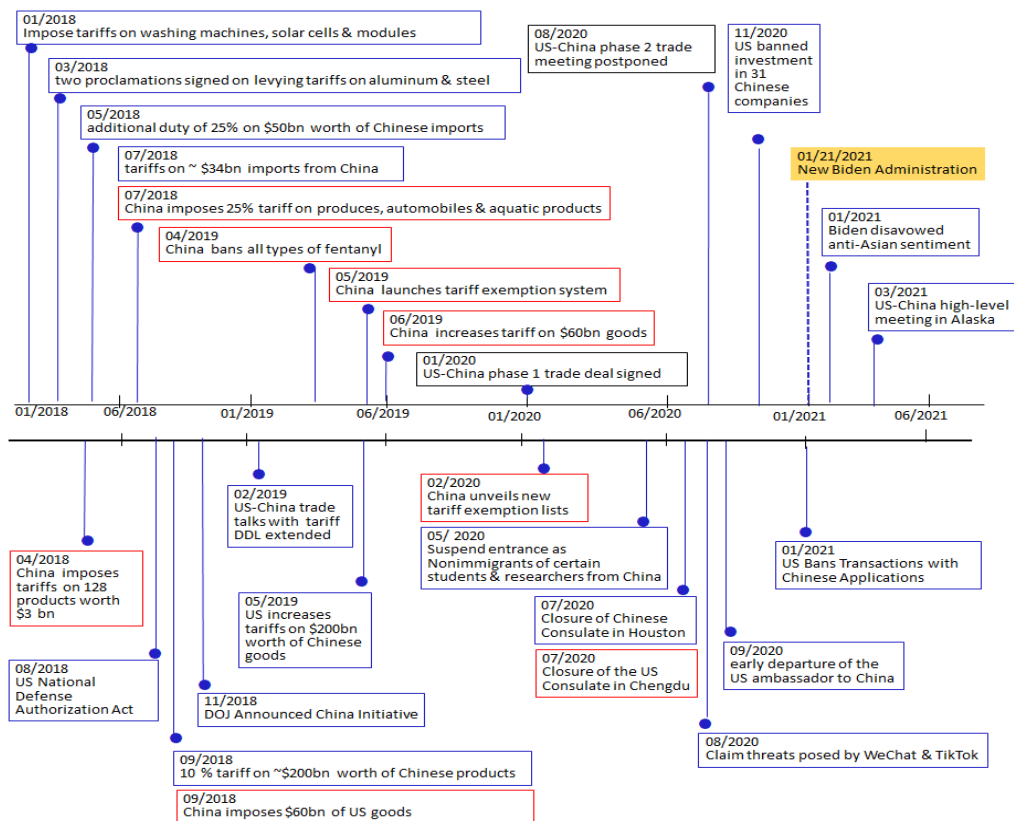 01/2018
Impose tariffs on washing machines, solar cells & modules
03/2018
two proclamations signed on levying tariffs on aluminum & steel
05/2018
additional duty of 25% on $50bn worth of Chinese imports
07/2018
tariffs on ~ $34bn imports from China
07/2018
China imposes 25% tariff on produces, automobiles & aquatic products
04/2019
China bans all types of fentanyl
05/2019
China launches tariff exemption system
06/2019
China increases tariff on $60bn goods
01/2020
US-China phase 1 trade deal signed
08/2020
US-China phase 2 trade
meeting postponed
11/2020
US banned
investment
in 31
Chinese
companies
01/21/2021
New Biden Administration
01/2021
Biden disavowed
anti-Asian sentiment
03/2021
US-China high-level
meeting in Alaska
01/2018
06/2018
01/2019
06/2019
01/2020
06/2020
01/2021
06/2021
04/2018
China imposes
tariffs on 128
products worth
$3 bn
08/2018
US National
Defense
Authorization Act
09/2018
10 % tariff on ~$200bn worth of Chinese products
09/2018
China imposes $60bn of US goods
11/2018
DOJ Announced China Initiative
02/2019
US-China trade
talks with tariff
DDL extended
05/2019
US increases
tariffs on $200bn
worth of Chinese
goods
02/2020
China unveils new
tariff exemption lists
05/ 2020
Suspend entrance as
Nonimmigrants of certain
students & researchers from China
07/2020
Closure of Chinese
Consulate in Houston
07/2020
Closure of the US
Consulate in Chengdu
08/2020
Claim threats posed by WeChat & TikTok
09/2020
early departure of the
US ambassador to China
01/2021
US Bans Transactions with
Chinese Applications